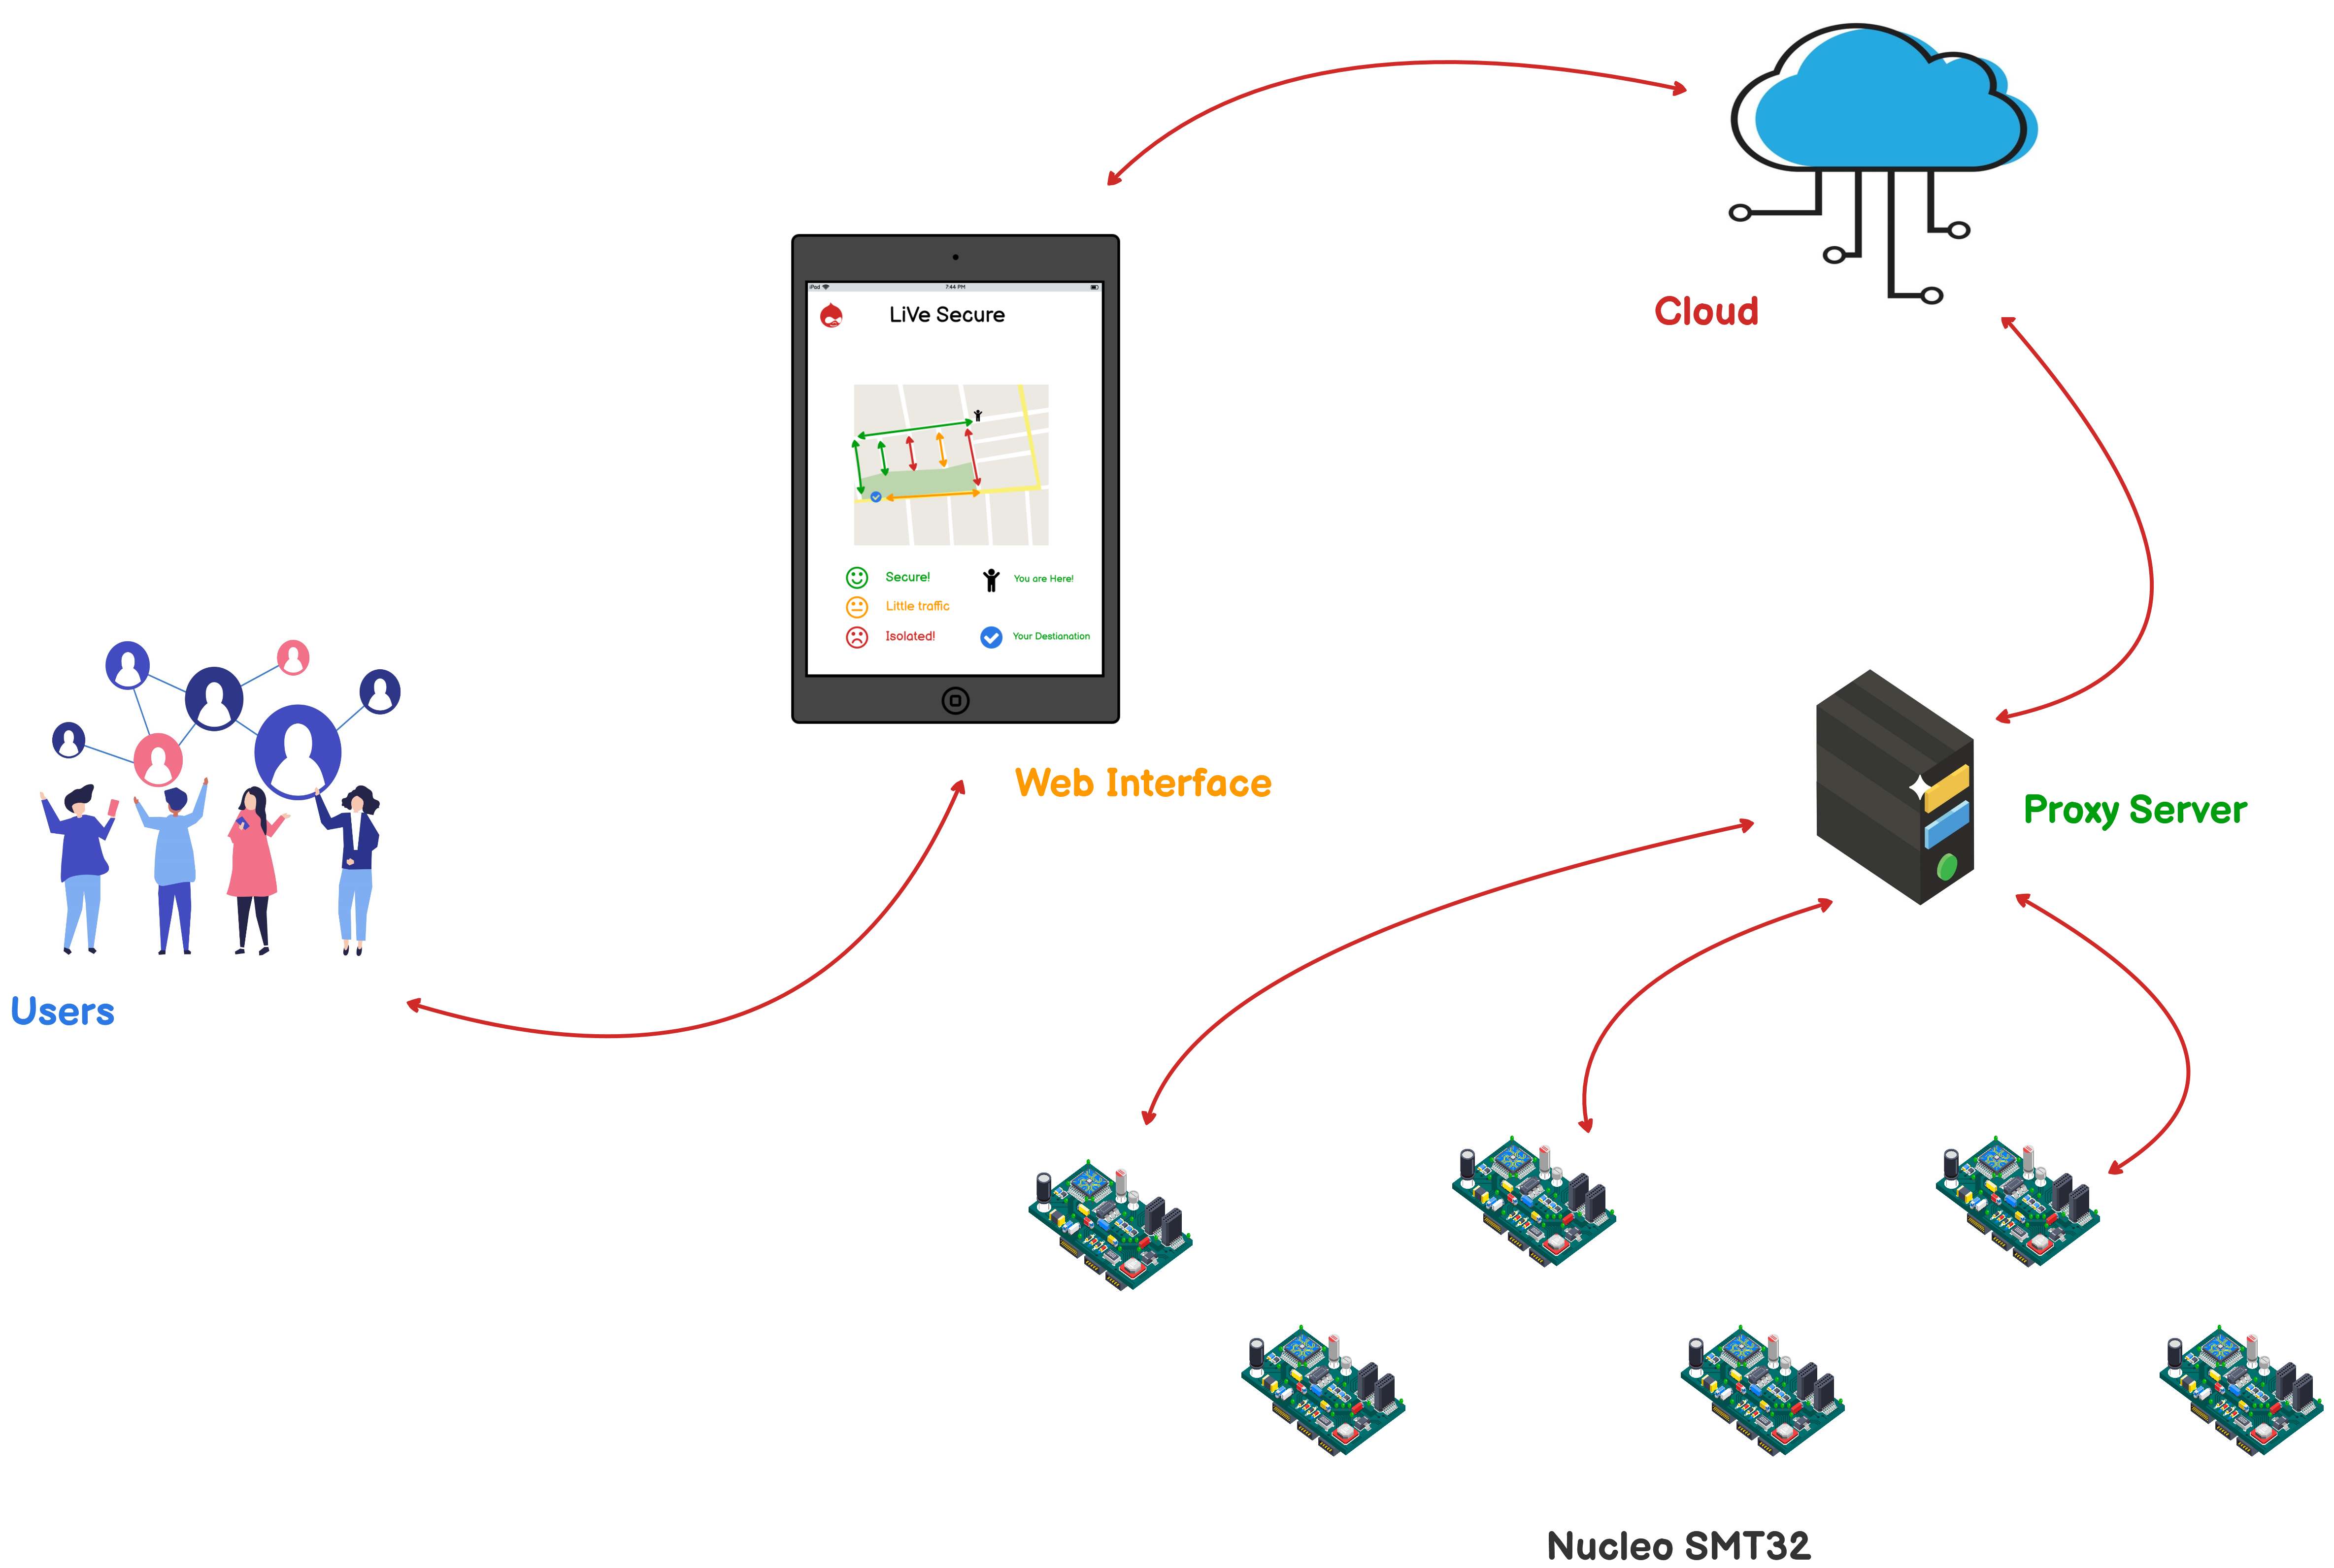 iPad
7:44 PM
LiVe Secure
Secure!
You are Here!
Little traffic
Isolated!
Your Destianation
Cloud
Web Interface
Proxy Server
Users
Nucleo SMT32